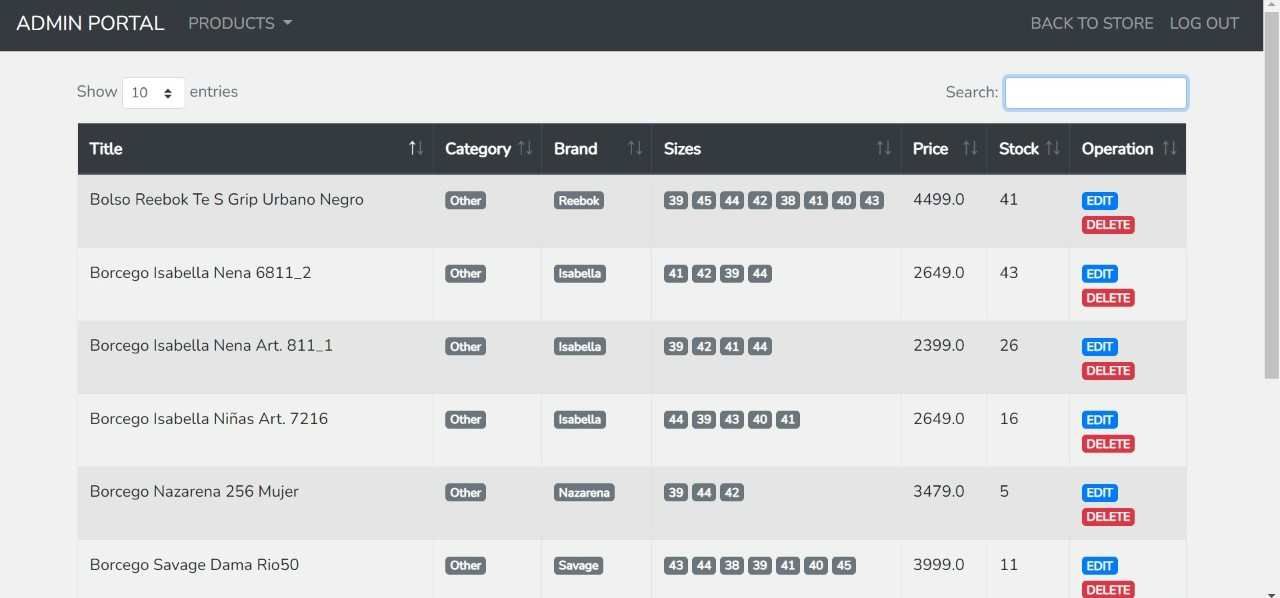 ADMIN PORTAL PRODUCTS BACK TO STORE LOG OUT
Show 10 entries Search:
Title Category Brand Sizes Price Stock Operation
Bolso Reebok Te S Grip Urbano Negro Other Reebok 39 45 44 42 38 41 40 43 4499.0 41 EDIT
DELETE
Borcego Isabella Nena 6811_2 Other Isabella 41 42 39 44 2649.0 43 EDIT
DELETE
Borcego Isabella Nena Art. 811_1 Other Isabella 39 42 41 44 2399.0 26 EDIT
DELETE
Borcego Isabella Niñas Art. 7216 Other Isabella 44 39 43 40 41 2649.0 16 EDIT
DELETE
Borcego Nazarena 256 Mujer Other Nazarena 39 44 42 3479.0 5 EDIT
DELETE
Borcego Savage Dama Rio50 Other Savage 43 44 38 39 41 40 45 3999.0 11 EDIT
DELETE